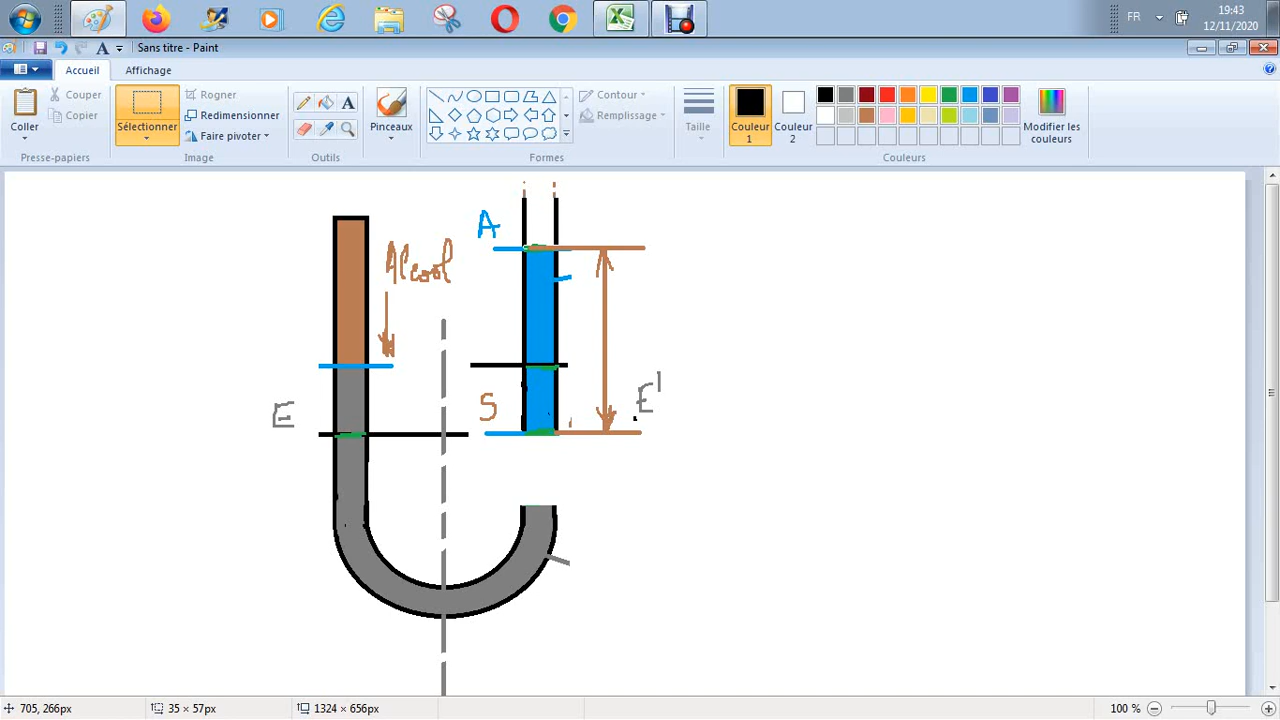 FR
19:43
12/11/2020
Sans titre - Paint
Accueil
Affichage
Coller
Couper
Copier
Presse-papiers
Sélectionner
Rogner
Redimensionner
Faire pivoter
Image
A
Outils
Pinceaux
Formes
Contour
Remplissage
Taille
Couleur
1
Couleur
2
Modifier les
couleurs
Couleurs
A
Alcool
E
S
E'
705, 266px
35 × 57px
1324 × 656px
100 %